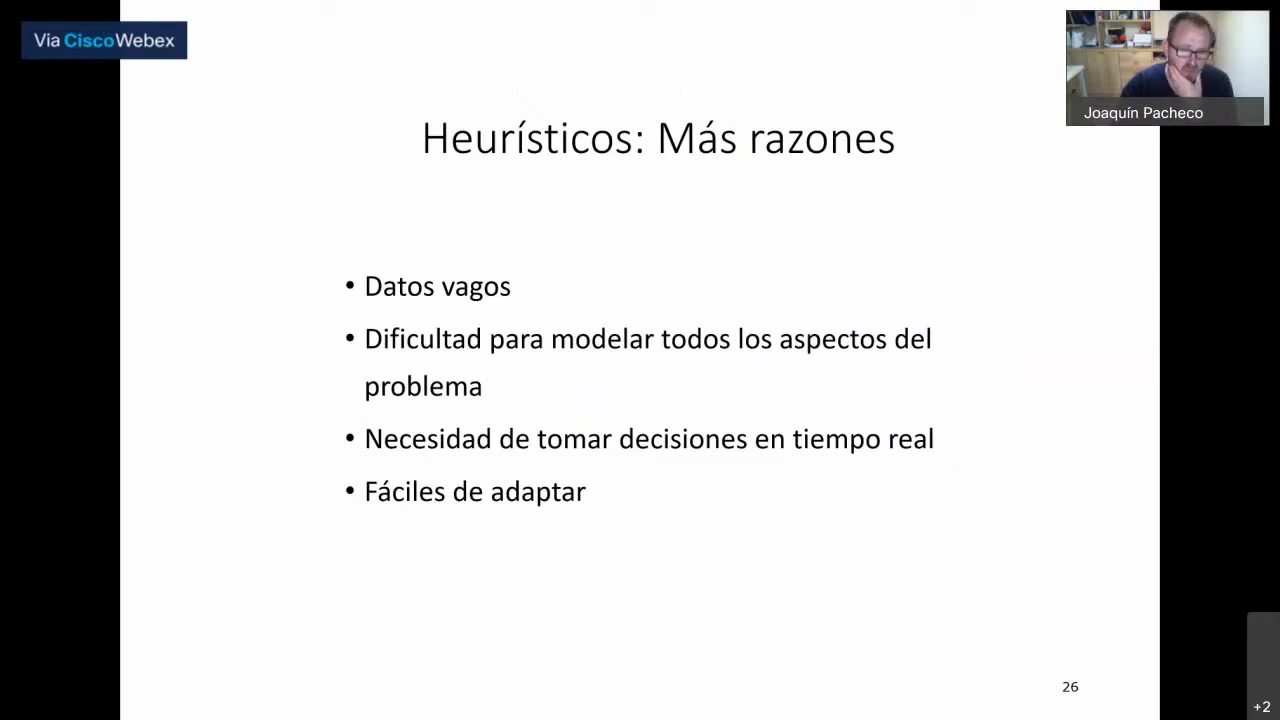 Via CiscoWebex
Joaquín Pacheco
Heurísticos: Más razones
• Datos vagos
• Dificultad para modelar todos los aspectos del
problema
• Necesidad de tomar decisiones en tiempo real
• Fáciles de adaptar
26
+2